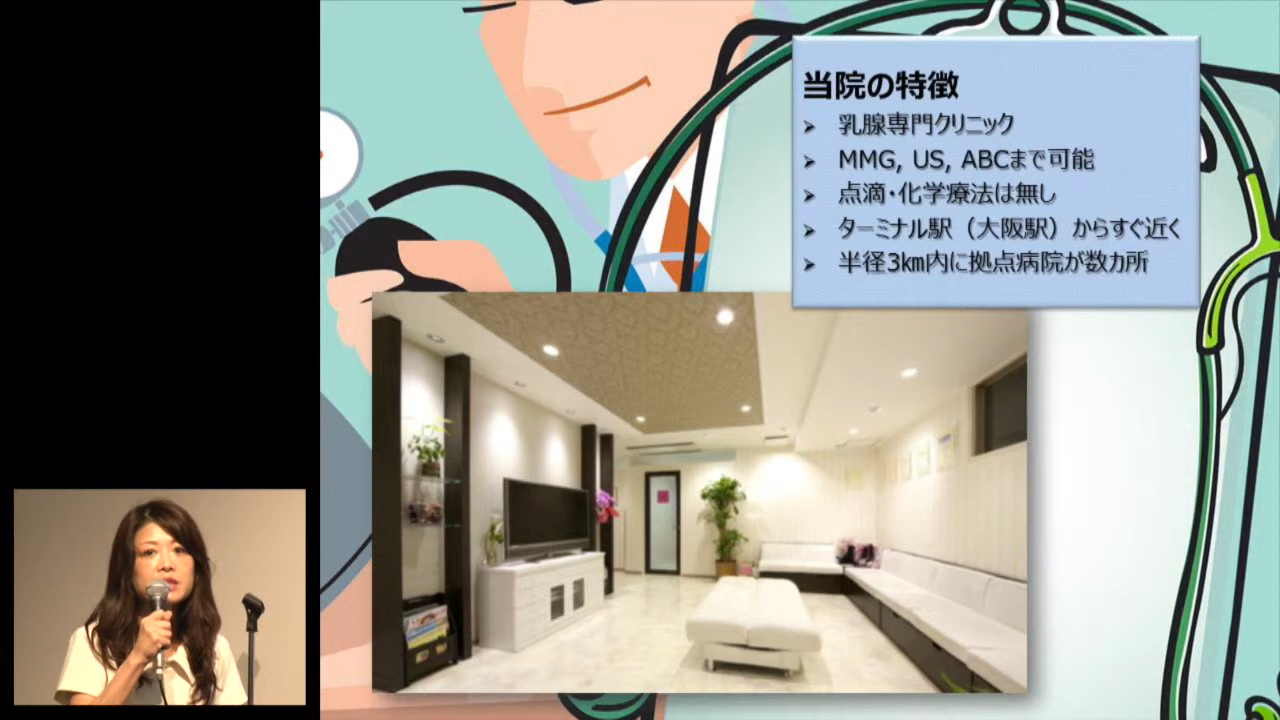 当院の特徴
➢ 乳腺専門クリニック
➢ MMG, US, ABCまで可能
➢ 点滴・化学療法は無し
➢ ターミナル駅（大阪駅）からすぐ近く
➢ 半径3km内に拠点病院が数カ所